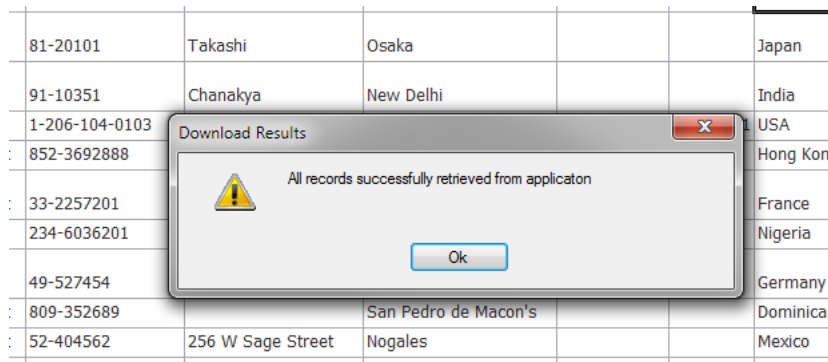 81-20101 Takashi Osaka Japan
91-10351 Chanakya New Delhi India
1-206-104-0103 1 USA
Download Results
852-3692888 Hong Kon
All records successfully retrieved from applicaton
33-2257201 France
234-6036201 Nigeria
Ok
49-527454 Germany
809-352689 San Pedro de Macon's Dominica
52-404562 256 W Sage Street Nogales Mexico